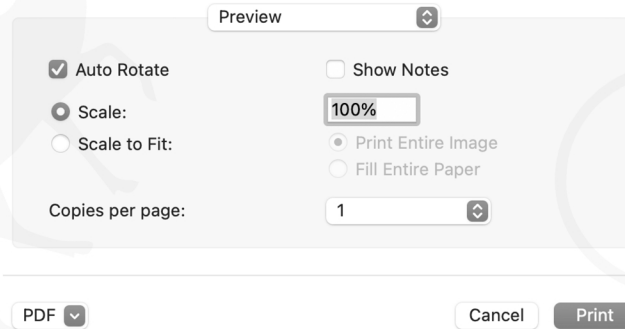 Preview
Auto Rotate Show Notes
Scale: 100%
Scale to Fit: Print Entire Image
Fill Entire Paper
Copies per page: 1
PDF Cancel Print